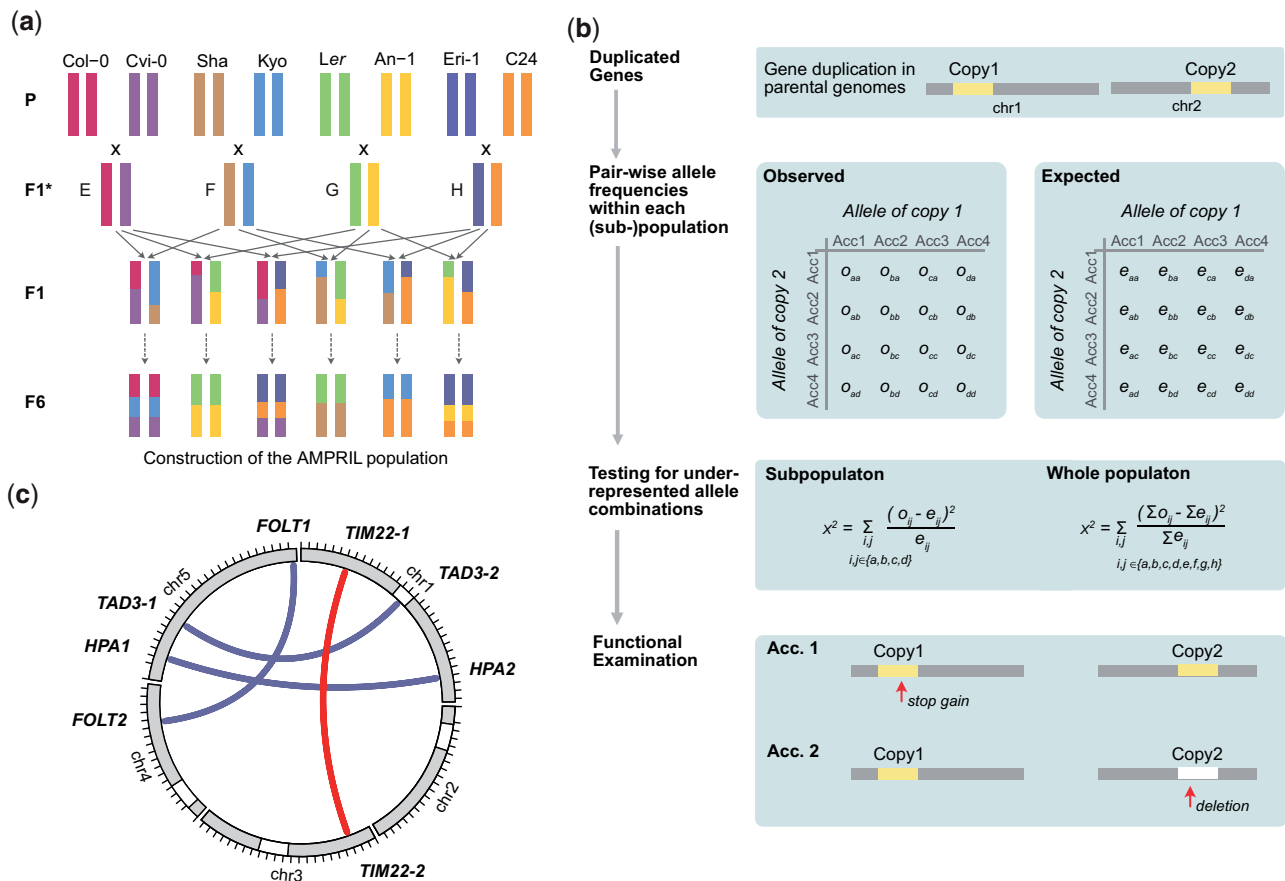 (a)
Col−0 Cvi-0 Sha Kyo Ler An−1 Eri-1 C24
P
x x x x
F1* E F G H
F1
F6
Construction of the AMPRIL population
(b)
Duplicated
Genes
Gene duplication in
parental genomes
Copy1 Copy2
chr1 chr2
Pair-wise allele
frequencies
within each
(sub-)population
Observed
Allele of copy 1
Acc1 Acc2 Acc3 Acc4
Allele of copy 2
Acc1 o_aa o_ba o_ca o_da
Acc2 o_ab o_bb o_cb o_db
Acc3 o_ac o_bc o_cc o_dc
Acc4 o_ad o_bd o_cd o_dd
Expected
Allele of copy 1
Acc1 Acc2 Acc3 Acc4
Allele of copy 2
Acc1 e_aa e_ba e_ca e_da
Acc2 e_ab e_bb e_cb e_db
Acc3 e_ac e_bc e_cc e_dc
Acc4 e_ad e_bd e_cd e_dd
Testing for under-
represented allele
combinations
Subpopulaton
x² = Σ_i,j (o_ij - e_ij)² / e_ij
i,j∈{a,b,c,d}
Whole populaton
x² = Σ_i,j (Σo_ij - Σe_ij)² / Σe_ij
i,j∈{a,b,c,d,e,f,g,h}
Functional
Examination
Acc. 1
Copy1 Copy2
stop gain
Acc. 2
Copy1 Copy2
deletion
(c)
FOLT1
TIM22-1
TAD3-2
chr1
HPA2
chr2
TIM22-2
chr3
chr4
FOLT2
HPA1
TAD3-1
chr5